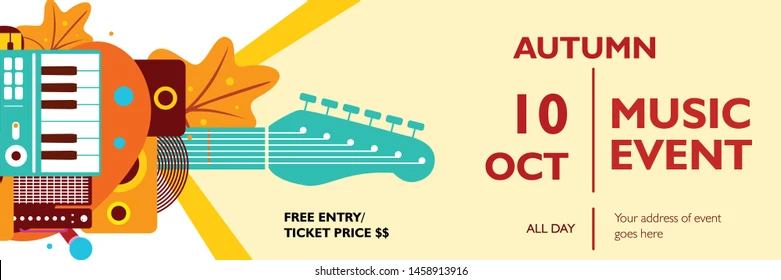 AUTUMN
10
OCT
MUSIC
EVENT
FREE ENTRY/
TICKET PRICE $$
ALL DAY
Your address of event
goes here
shutterstock.com · 1458913916